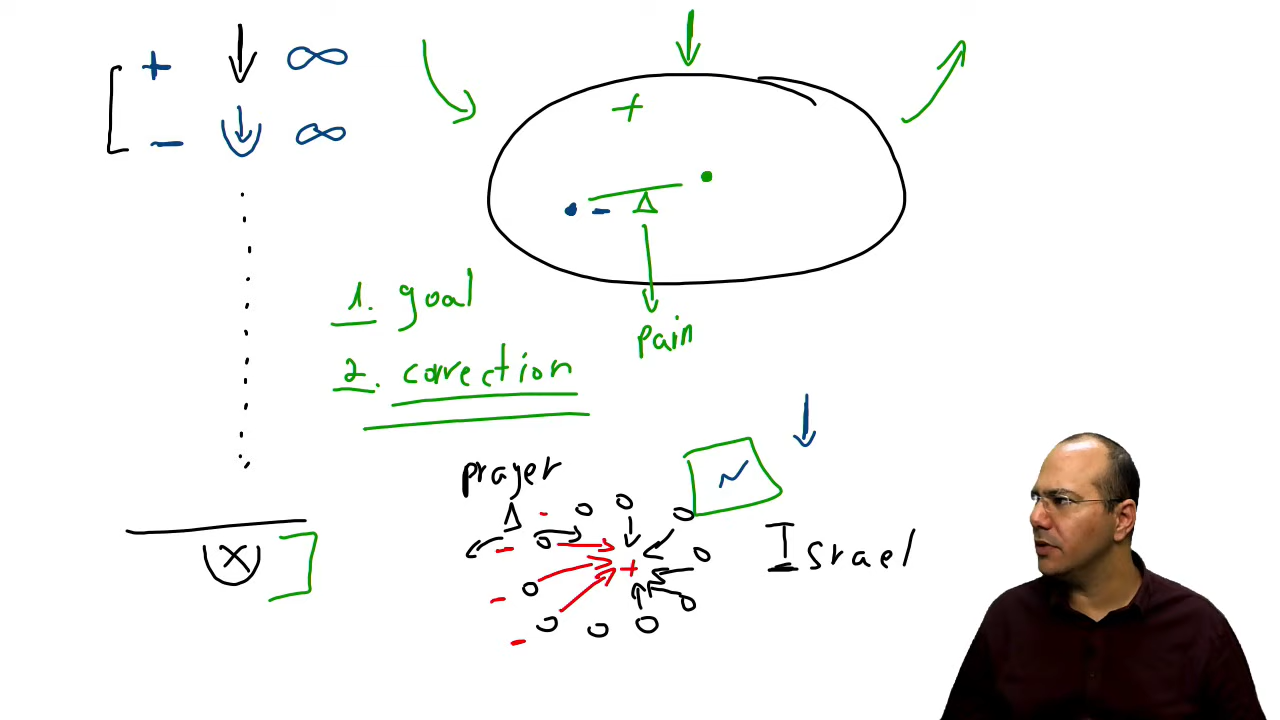 + ∞
- ∞
+
-
1. goal
2. correction
pain
prayer
Israel
+